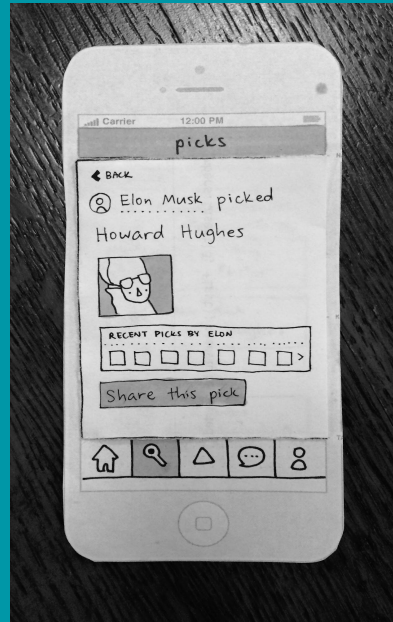 Carrier 12:00 PM
picks
BACK
Elon Musk picked
Howard Hughes
RECENT PICKS BY ELON
Share this pick